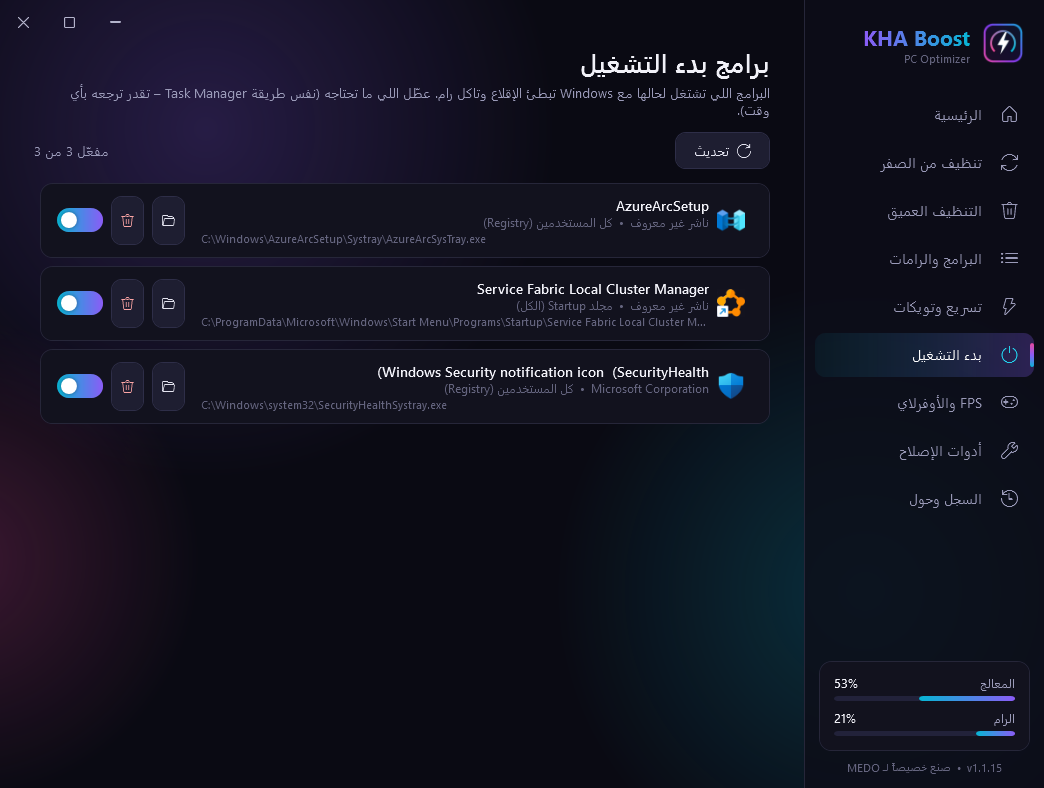 KHA Boost
PC Optimizer
الرئيسية
تنظيف من الصفر
التنظيف العميق
البرامج والرامات
تسريع وتويكات
بدء التشغيل
FPS والأوفرلاي
أدوات الإصلاح
السجل وحول
المعالج 53%
الرام 21%
صنع خصيصاً لـ MEDO • v1.1.15
برامج بدء التشغيل
البرامج اللي تشتغل لحالها مع Windows تبطئ الإقلاع وتاكل رام. عطّل اللي ما تحتاجه (نفس طريقة Task Manager – تقدر ترجعه بأي
وقت).
تحديث
مفعّل 3 من 3
AzureArcSetup
ناشر غير معروف • كل المستخدمين (Registry)
C:\Windows\AzureArcSetup\Systray\AzureArcSysTray.exe
Service Fabric Local Cluster Manager
ناشر غير معروف • مجلد Startup (الكل)
C:\ProgramData\Microsoft\Windows\Start Menu\Programs\Startup\Service Fabric Local Cluster M...
(Windows Security notification icon (SecurityHealth
Microsoft Corporation • كل المستخدمين (Registry)
C:\Windows\system32\SecurityHealthSystray.exe